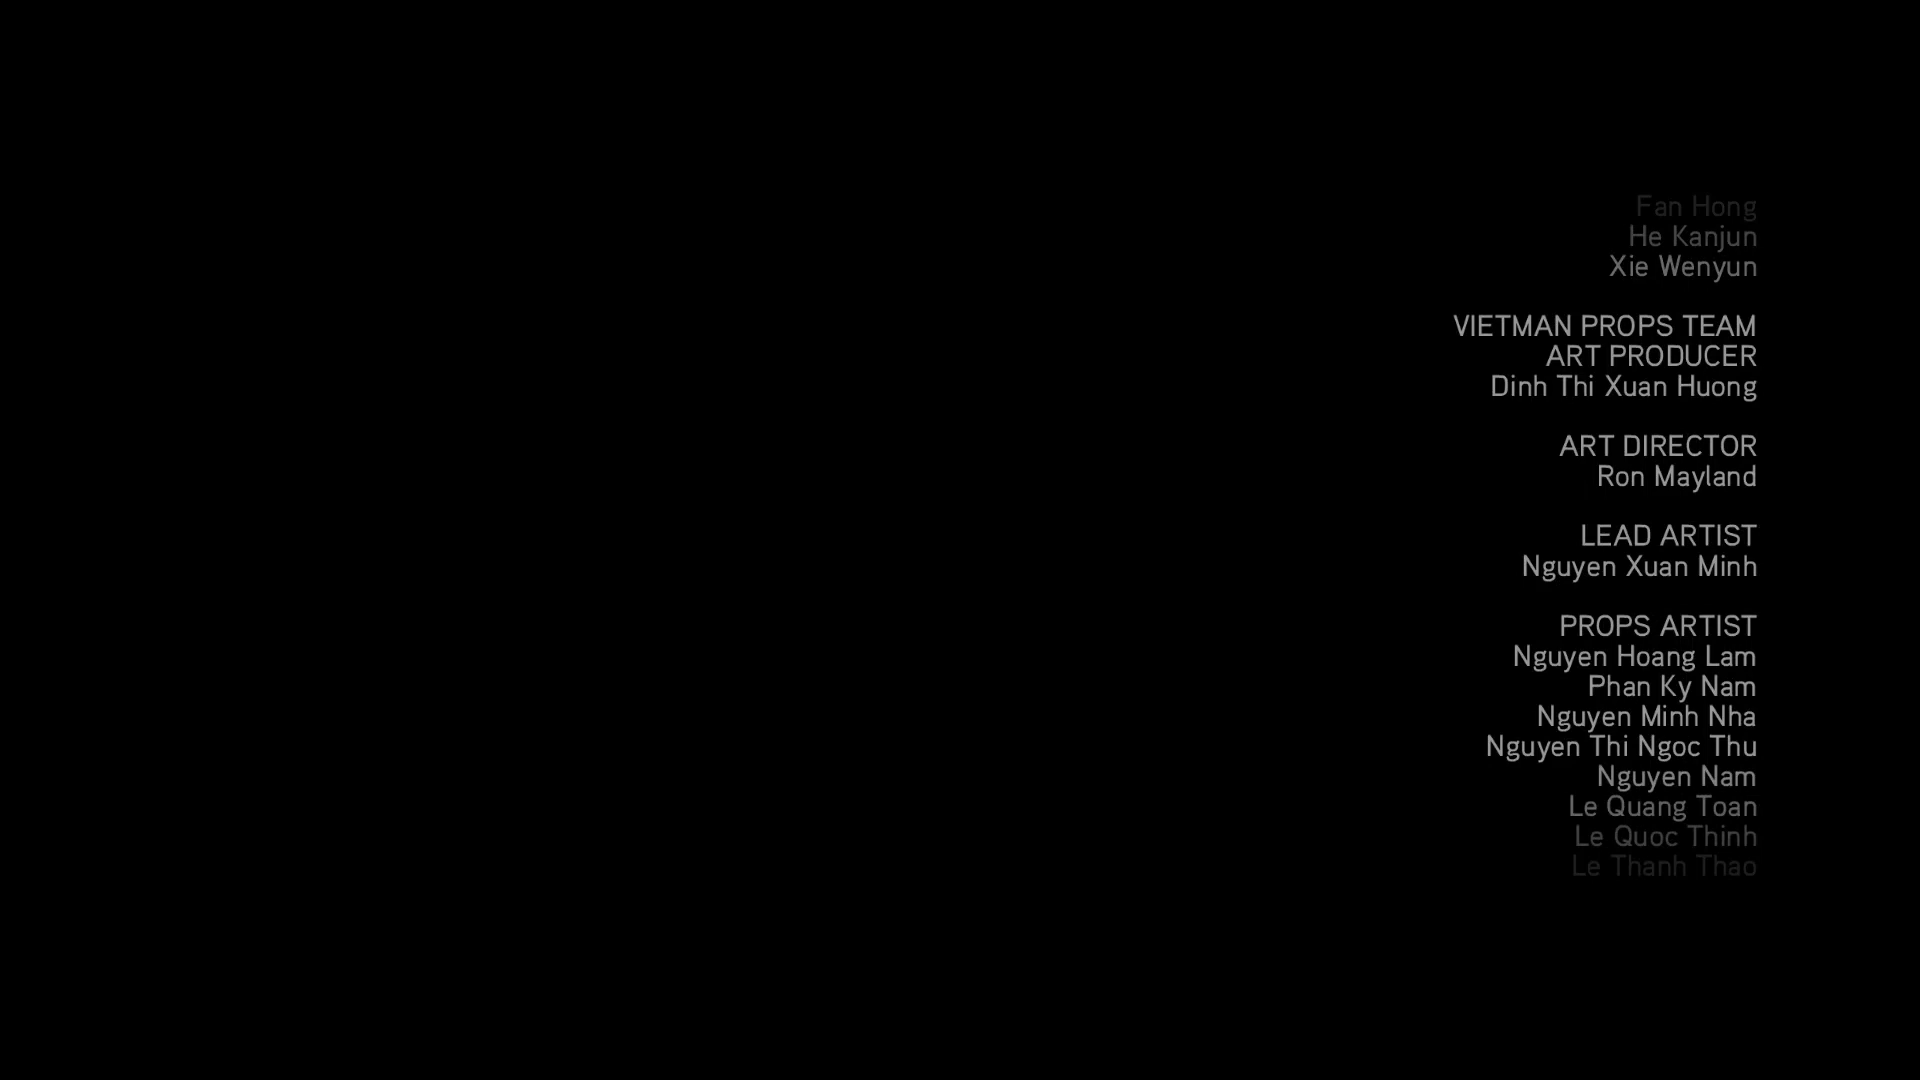 Fan Hong
He Kanjun
Xie Wenyun
VIETMAN PROPS TEAM
ART PRODUCER
Dinh Thi Xuan Huong
ART DIRECTOR
Ron Mayland
LEAD ARTIST
Nguyen Xuan Minh
PROPS ARTIST
Nguyen Hoang Lam
Phan Ky Nam
Nguyen Minh Nha
Nguyen Thi Ngoc Thu
Nguyen Nam
Le Quang Toan
Le Quoc Thinh
Le Thanh Thao